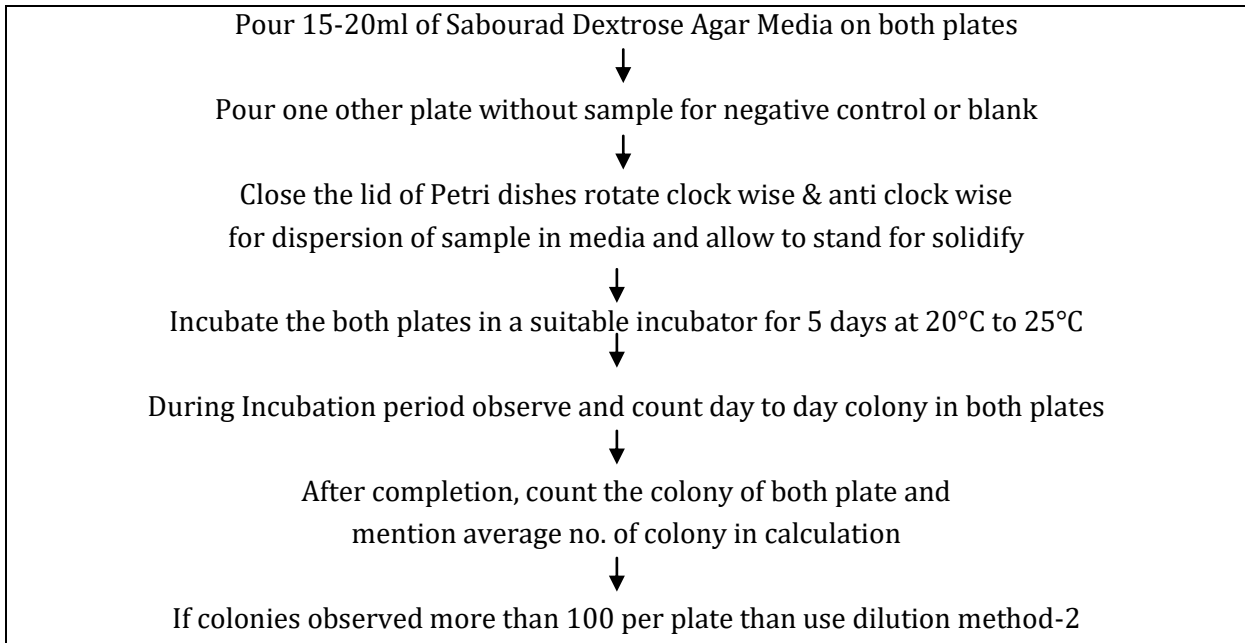 Pour 15-20ml of Sabourad Dextrose Agar Media on both plates
Pour one other plate without sample for negative control or blank
Close the lid of Petri dishes rotate clock wise & anti clock wise
for dispersion of sample in media and allow to stand for solidify
Incubate the both plates in a suitable incubator for 5 days at 20°C to 25°C
During Incubation period observe and count day to day colony in both plates
After completion, count the colony of both plate and
mention average no. of colony in calculation
If colonies observed more than 100 per plate than use dilution method-2